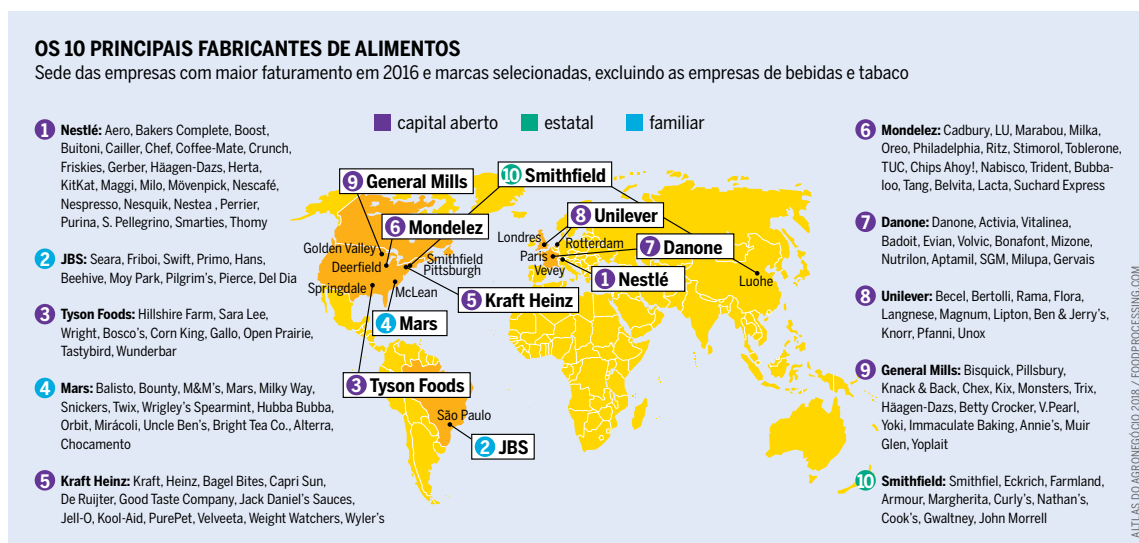 OS 10 PRINCIPAIS FABRICANTES DE ALIMENTOS
Sede das empresas com maior faturamento em 2016 e marcas selecionadas, excluindo as empresas de bebidas e tabaco
capital aberto
estatal
familiar
1 Nestlé: Aero, Bakers Complete, Boost,
Buitoni, Cailler, Chef, Coffee-Mate, Crunch,
Friskies, Gerber, Häagen-Dazs, Herta,
KitKat, Maggi, Milo, Mövenpick, Nescafé,
Nespresso, Nesquik, Nestea , Perrier,
Purina, S. Pellegrino, Smarties, Thomy
2 JBS: Seara, Friboi, Swift, Primo, Hans,
Beehive, Moy Park, Pilgrim's, Pierce, Del Dia
3 Tyson Foods: Hillshire Farm, Sara Lee,
Wright, Bosco's, Corn King, Gallo, Open Prairie,
Tastybird, Wunderbar
4 Mars: Balisto, Bounty, M&M's, Mars, Milky Way,
Snickers, Twix, Wrigley's Spearmint, Hubba Bubba,
Orbit, Mirácoli, Uncle Ben's, Bright Tea Co., Alterra,
Chocamento
5 Kraft Heinz: Kraft, Heinz, Bagel Bites, Capri Sun,
De Ruijter, Good Taste Company, Jack Daniel's Sauces,
Jell-O, Kool-Aid, PurePet, Velveeta, Weight Watchers, Wyler's
9 General Mills
10 Smithfield
6 Mondelez
8 Unilever
7 Danone
1 Nestlé
5 Kraft Heinz
4 Mars
3 Tyson Foods
2 JBS
Golden Valley
Deerfield
Springdale
Smithfield
Pittsburgh
McLean
Londres
Rotterdam
Paris
Vevey
Luohe
São Paulo
6 Mondelez: Cadbury, LU, Marabou, Milka,
Oreo, Philadelphia, Ritz, Stimorol, Toblerone,
TUC, Chips Ahoy!, Nabisco, Trident, Bubba-
loo, Tang, Belvita, Lacta, Suchard Express
7 Danone: Danone, Activia, Vitalinea,
Badoit, Evian, Volvic, Bonafont, Mizone,
Nutrilon, Aptamil, SGM, Milupa, Gervais
8 Unilever: Becel, Bertolli, Rama, Flora,
Langnese, Magnum, Lipton, Ben & Jerry's,
Knorr, Pfanni, Unox
9 General Mills: Bisquick, Pillsbury,
Knack & Back, Chex, Kix, Monsters, Trix,
Häagen-Dazs, Betty Crocker, V.Pearl,
Yoki, Immaculate Baking, Annie's, Muir
Glen, Yoplait
10 Smithfield: Smithfiel, Eckrich, Farmland,
Armour, Margherita, Curly's, Nathan's,
Cook's, Gwaltney, John Morrell
ALTLAS DO AGRONEGÓCIO 2018 / FOODPROCESSING.COM